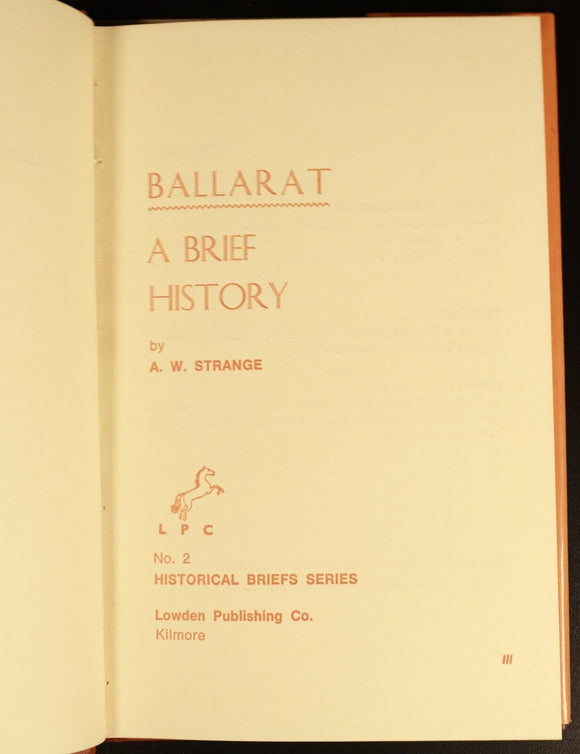 BALLARAT
A BRIEF
HISTORY
by
A. W. STRANGE
L P C
No. 2
HISTORICAL BRIEFS SERIES
Lowden Publishing Co.
Kilmore
III